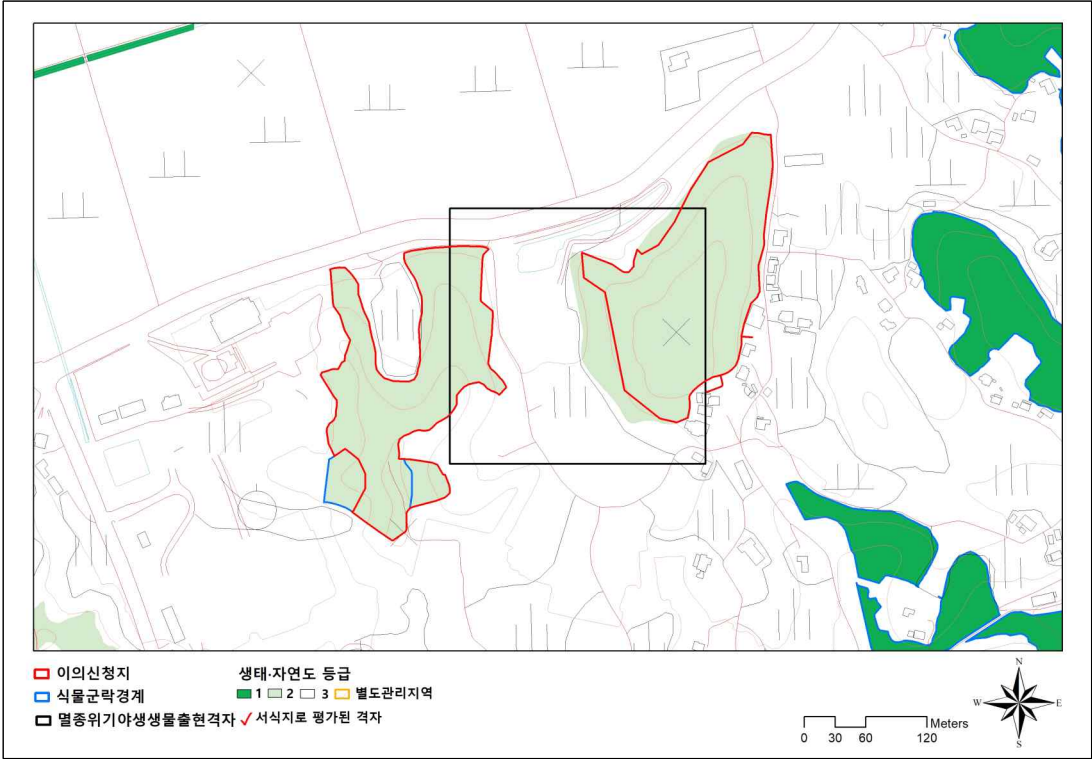 이의신청지
식물군락경계
멸종위기야생생물출현격자
생태·자연도 등급
1 2 3 별도관리지역
서식지로 평가된 격자
0 30 60 120 Meters
N
W E
S